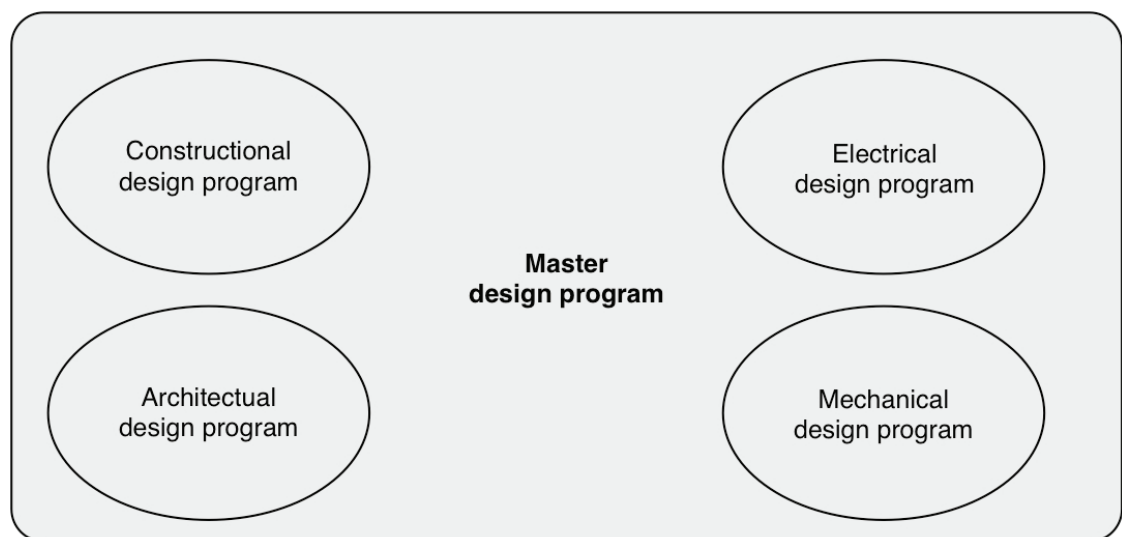 Constructional
design program
Electrical
design program
Master
design program
Architectual
design program
Mechanical
design program